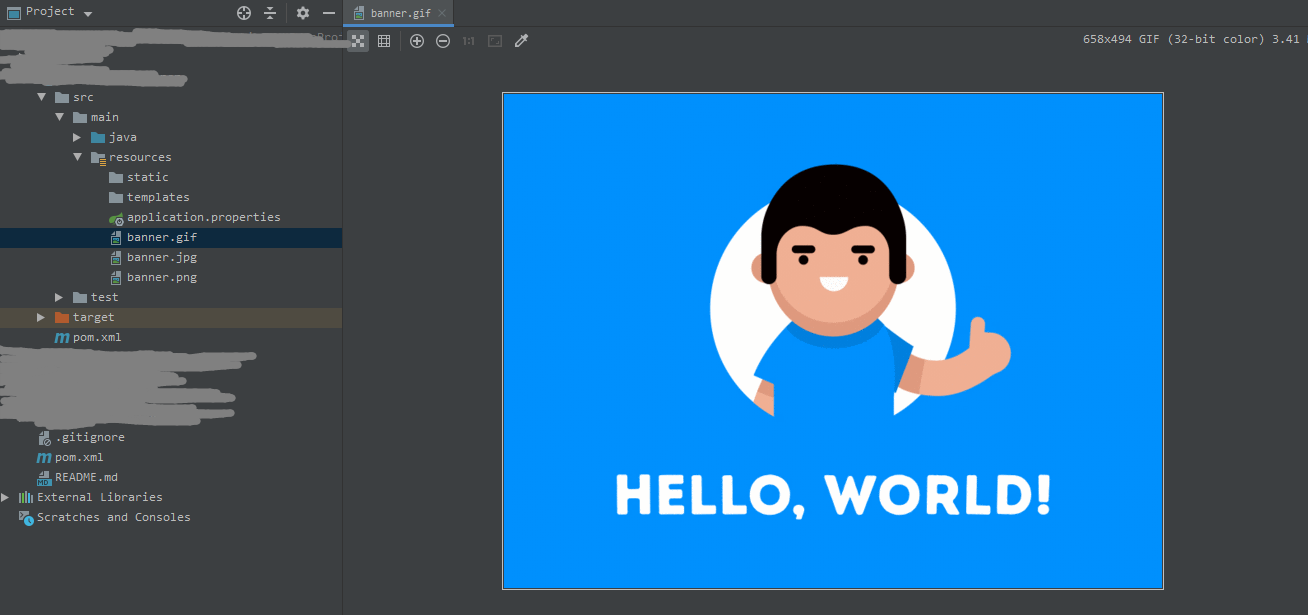 Project
banner.gif
1:1
658x494 GIF (32-bit color) 3.41
src
main
java
resources
static
templates
application.properties
banner.gif
banner.jpg
banner.png
test
target
pom.xml
.gitignore
pom.xml
README.md
External Libraries
Scratches and Consoles
HELLO, WORLD!